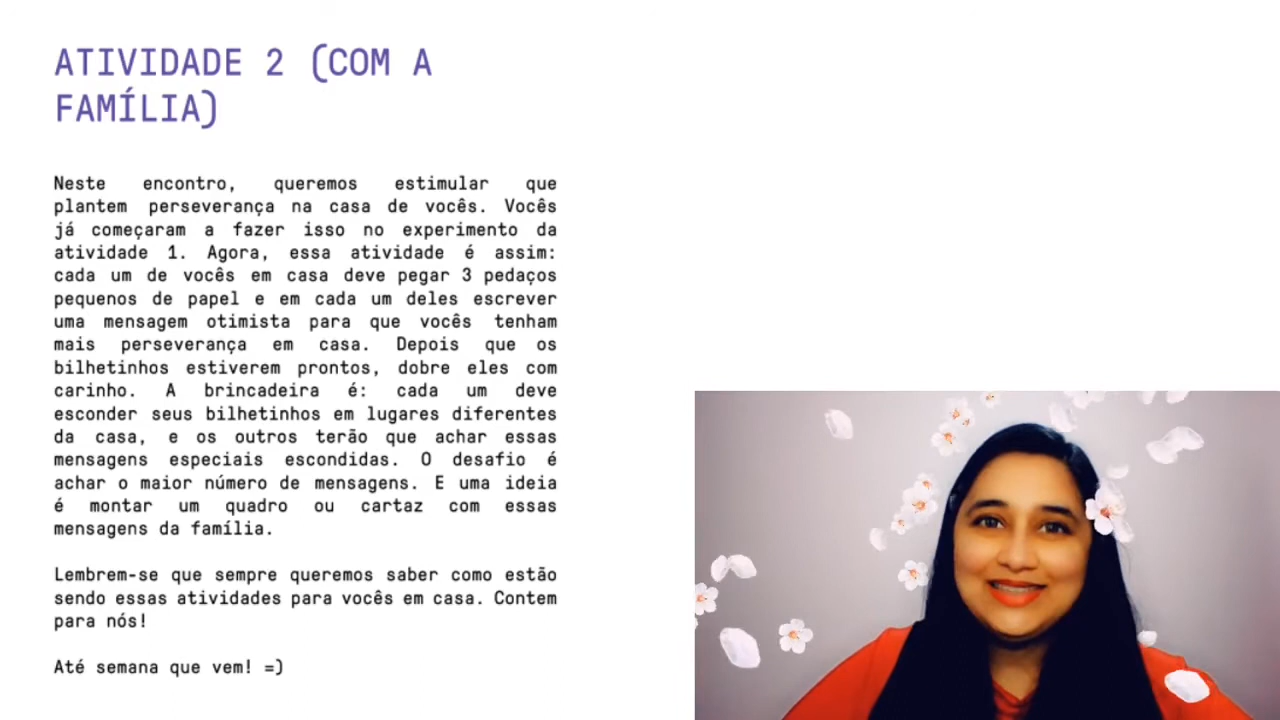 ATIVIDADE 2 (COM A
FAMÍLIA)
Neste encontro, queremos estimular que
plantem perseverança na casa de vocês. Vocês
já começaram a fazer isso no experimento da
atividade 1. Agora, essa atividade é assim:
cada um de vocês em casa deve pegar 3 pedaços
pequenos de papel e em cada um deles escrever
uma mensagem otimista para que vocês tenham
mais perseverança em casa. Depois que os
bilhetinhos estiverem prontos, dobre eles com
carinho. A brincadeira é: cada um deve
esconder seus bilhetinhos em lugares diferentes
da casa, e os outros terão que achar essas
mensagens especiais escondidas. O desafio é
achar o maior número de mensagens. E uma ideia
é montar um quadro ou cartaz com essas
mensagens da família.
Lembrem-se que sempre queremos saber como estão
sendo essas atividades para vocês em casa. Contem
para nós!
Até semana que vem! =)